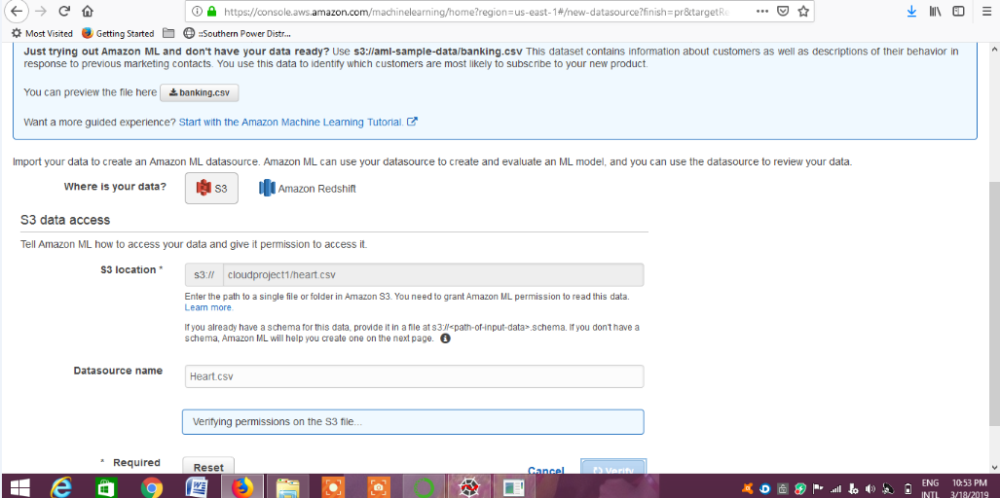 https://console.aws.amazon.com/machinelearning/home?region=us-east-1#/new-datasource?finish=pr&targetR
Most Visited Getting Started ::Southern Power Distr...
Just trying out Amazon ML and don't have your data ready? Use s3://aml-sample-data/banking.csv This dataset contains information about customers as well as descriptions of their behavior in
response to previous marketing contacts. You use this data to identify which customers are most likely to subscribe to your new product.
You can preview the file here banking.csv
Want a more guided experience? Start with the Amazon Machine Learning Tutorial.
Import your data to create an Amazon ML datasource. Amazon ML can use your datasource to create and evaluate an ML model, and you can use the datasource to review your data.
Where is your data? S3 Amazon Redshift
S3 data access
Tell Amazon ML how to access your data and give it permission to access it.
S3 location * s3:// cloudproject1/heart.csv
Enter the path to a single file or folder in Amazon S3. You need to grant Amazon ML permission to read this data.
Learn more.
If you already have a schema for this data, provide it in a file at s3://<path-of-input-data>.schema. If you don't have a
schema, Amazon ML will help you create one on the next page.
Datasource name Heart.csv
Verifying permissions on the S3 file...
* Required Reset Cancel Verify
ENG 10:53 PM
INTL 3/18/2019